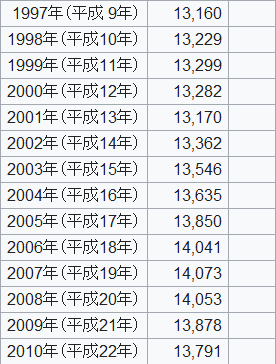 1997年(平成 9年) 13,160
1998年(平成10年) 13,229
1999年(平成11年) 13,299
2000年(平成12年) 13,282
2001年(平成13年) 13,170
2002年(平成14年) 13,362
2003年(平成15年) 13,546
2004年(平成16年) 13,635
2005年(平成17年) 13,850
2006年(平成18年) 14,041
2007年(平成19年) 14,073
2008年(平成20年) 14,053
2009年(平成21年) 13,878
2010年(平成22年) 13,791